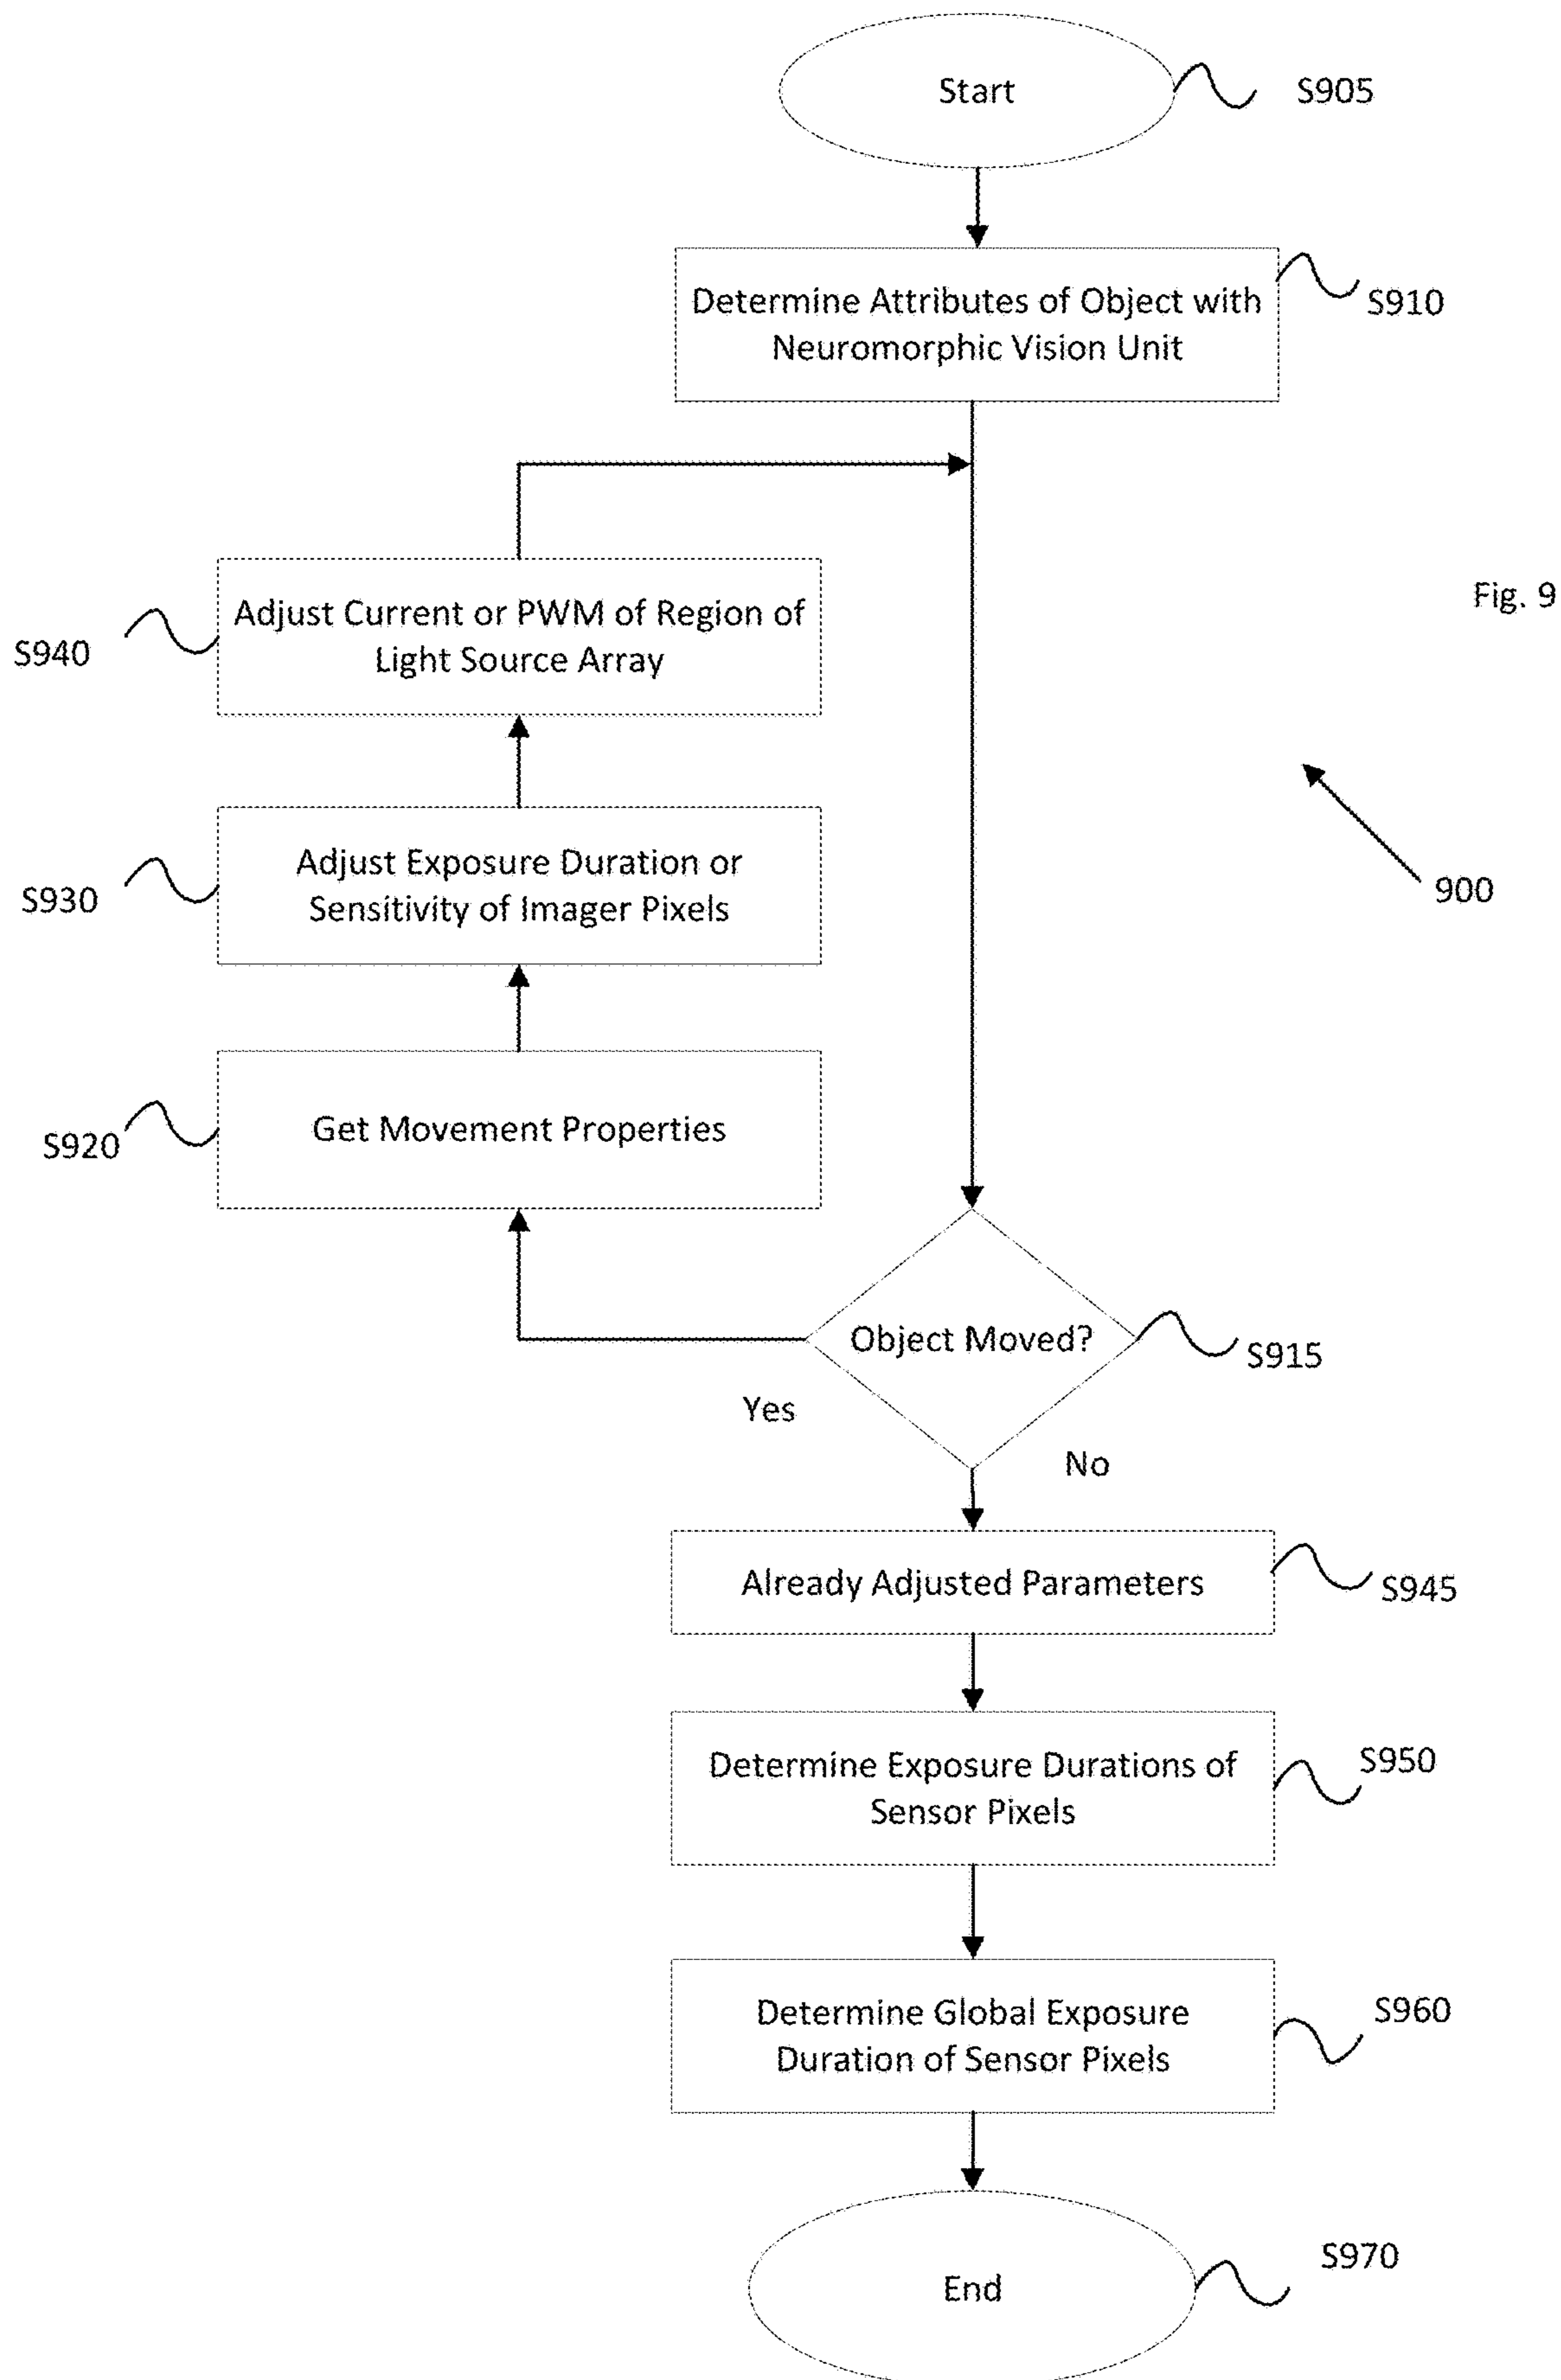 Start
S905
Determine Attributes of Object with
Neuromorphic Vision Unit
S910
Fig. 9
Adjust Current or PWM of Region of
Light Source Array
S940
Adjust Exposure Duration or
Sensitivity of Imager Pixels
S930
900
Get Movement Properties
S920
Object Moved?
S915
Yes
No
Already Adjusted Parameters
S945
Determine Exposure Durations of
Sensor Pixels
S950
Determine Global Exposure
Duration of Sensor Pixels
S960
End
S970